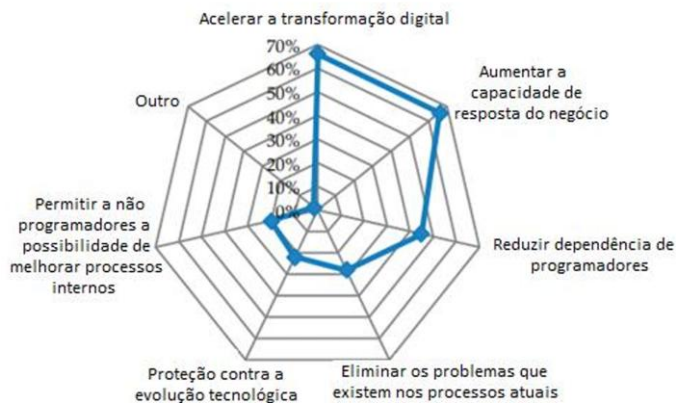 Acelerar a transformação digital
70%
60%
50%
40%
30%
20%
10%
0%
Aumentar a
capacidade de
resposta do negócio
Reduzir dependência de
programadores
Eliminar os problemas que
existem nos processos atuais
Proteção contra a
evolução tecnológica
Permitir a não
programadores a
possibilidade de
melhorar processos
internos
Outro